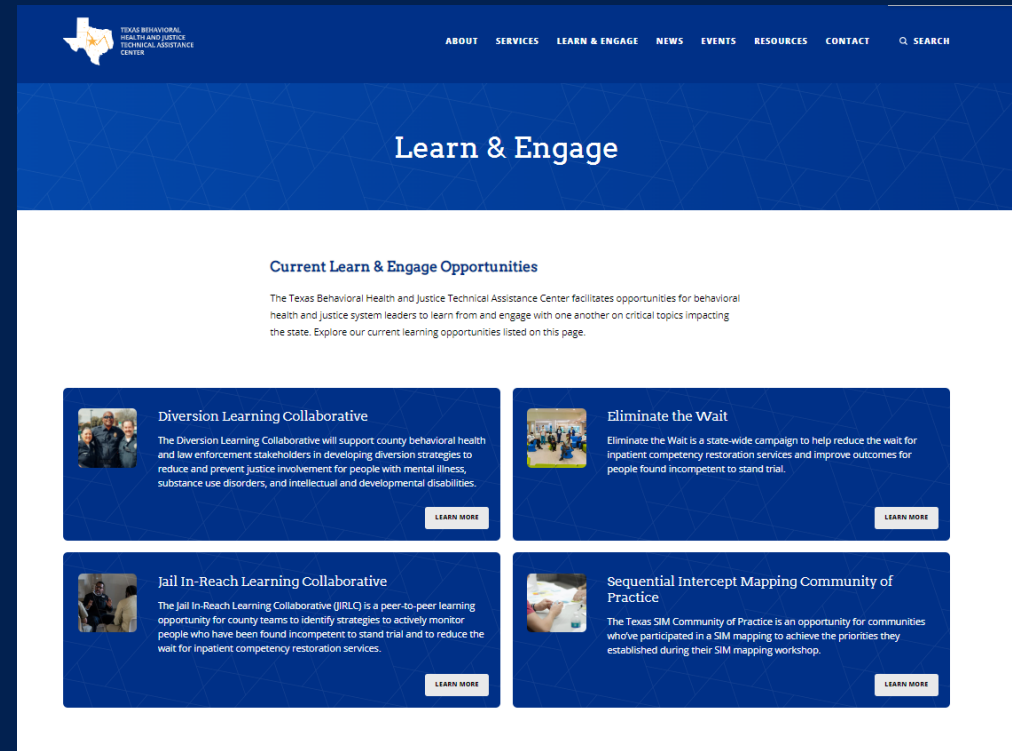 TEXAS BEHAVIORAL
HEALTH AND JUSTICE
TECHNICAL ASSISTANCE
CENTER
ABOUT SERVICES LEARN & ENGAGE NEWS EVENTS RESOURCES CONTACT SEARCH
Learn & Engage
Current Learn & Engage Opportunities
The Texas Behavioral Health and Justice Technical Assistance Center facilitates opportunities for behavioral
health and justice system leaders to learn from and engage with one another on critical topics impacting
the state. Explore our current learning opportunities listed on this page.
Diversion Learning Collaborative
The Diversion Learning Collaborative will support county behavioral health
and law enforcement stakeholders in developing diversion strategies to
reduce and prevent justice involvement for people with mental illness,
substance use disorders, and intellectual and developmental disabilities.
LEARN MORE
Eliminate the Wait
Eliminate the Wait is a state-wide campaign to help reduce the wait for
inpatient competency restoration services and improve outcomes for
people found incompetent to stand trial.
LEARN MORE
Jail In-Reach Learning Collaborative
The Jail In-Reach Learning Collaborative (JIRLC) is a peer-to-peer learning
opportunity for county teams to identify strategies to actively monitor
people who have been found incompetent to stand trial and to reduce the
wait for inpatient competency restoration services.
LEARN MORE
Sequential Intercept Mapping Community of
Practice
The Texas SIM Community of Practice is an opportunity for communities
who've participated in a SIM mapping to achieve the priorities they
established during their SIM mapping workshop.
LEARN MORE